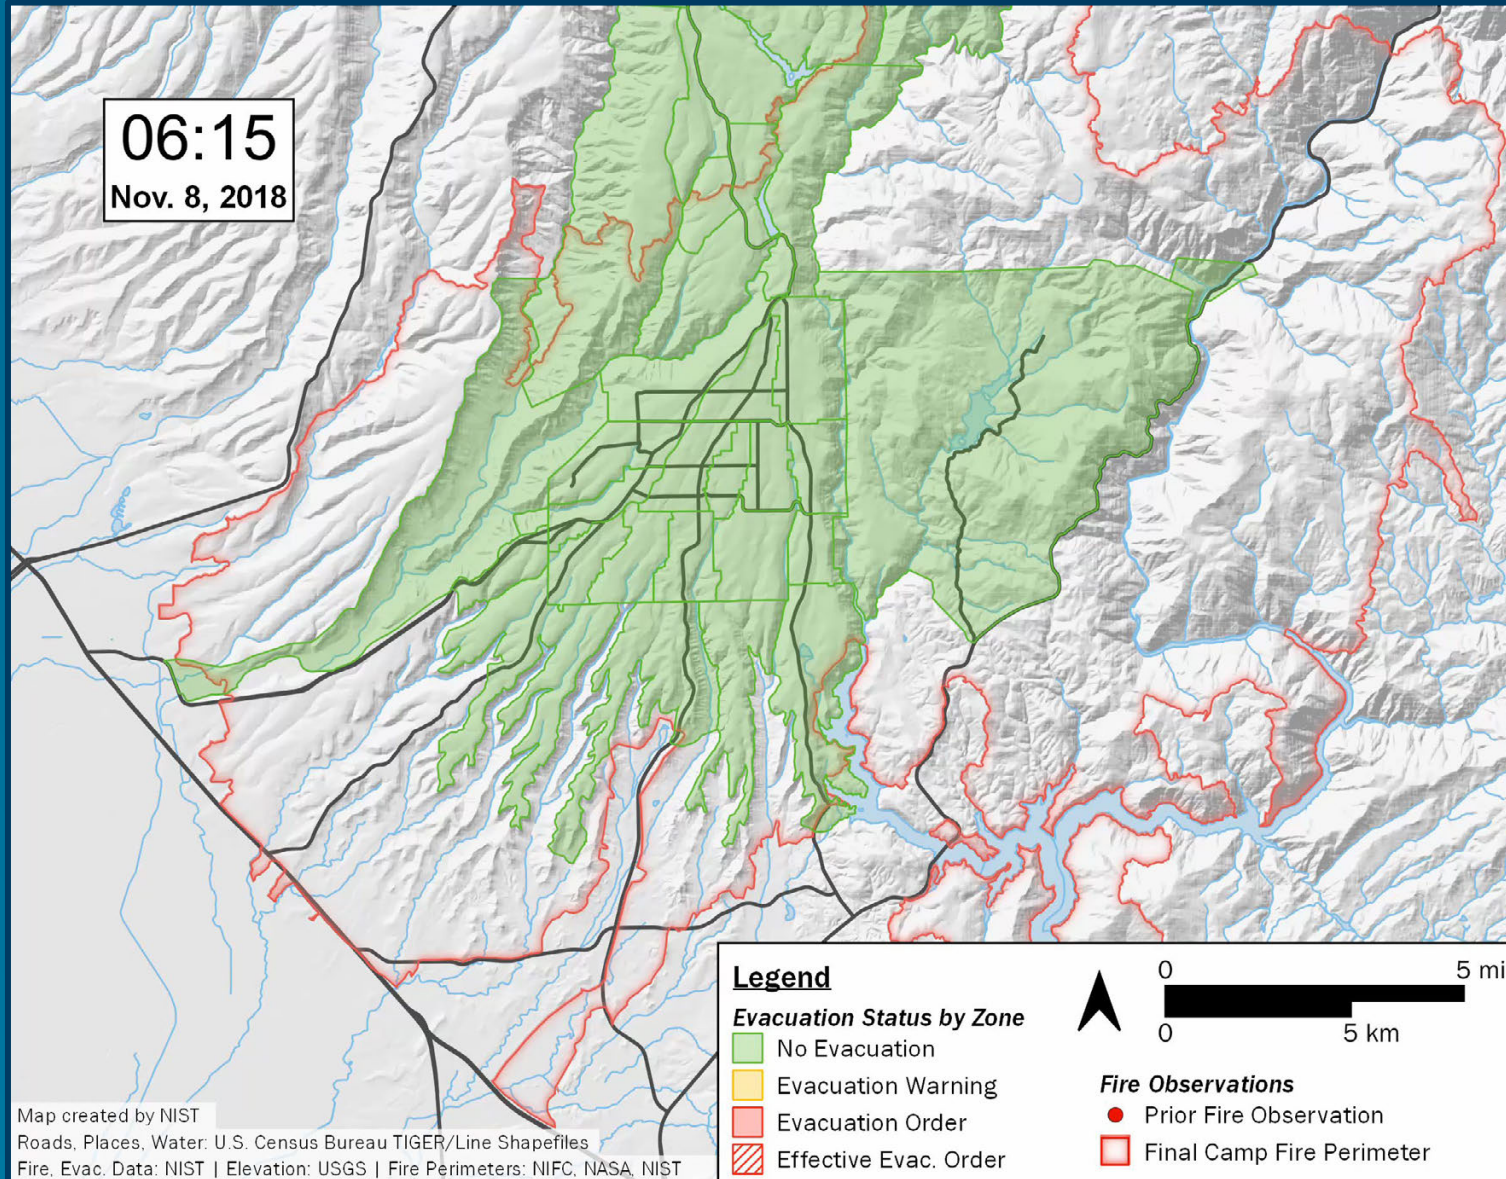 06:15
Nov. 8, 2018
Legend
Evacuation Status by Zone
No Evacuation
Evacuation Warning
Evacuation Order
Effective Evac. Order
0 5 mi
0 5 km
Fire Observations
Prior Fire Observation
Final Camp Fire Perimeter
Map created by NIST
Roads, Places, Water: U.S. Census Bureau TIGER/Line Shapefiles
Fire, Evac. Data: NIST | Elevation: USGS | Fire Perimeters: NIFC, NASA, NIST